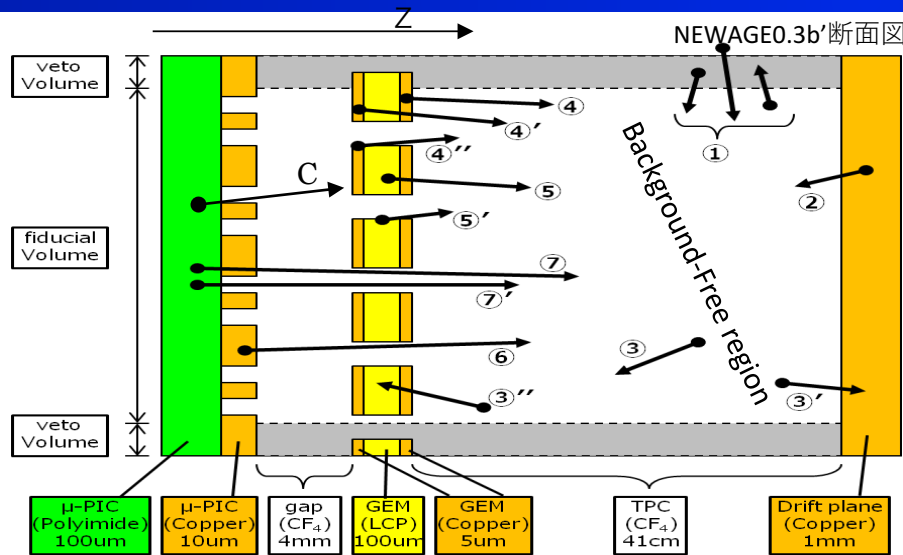 Z
NEWAGE0.3b'断面図
veto
Volume
④
④′
④″
C
①
⑤
②
⑤′
fiducial
Volume
Background-Free region
⑦
⑦′
⑥
③
③″
③′
veto
Volume
μ-PIC
(Polyimide)
100um
μ-PIC
(Copper)
10um
gap
(CF₄)
4mm
GEM
(LCP)
100um
GEM
(Copper)
5um
TPC
(CF₄)
41cm
Drift plane
(Copper)
1mm